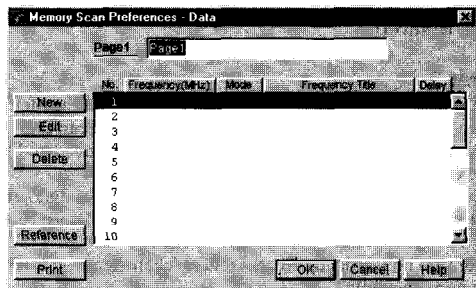 Memory Scan Preferences - Data
Page1 Page1
No. Frequency(MHz) Mode Frequency Title Delay
New
Edit
Delete
Reference
Print
1
2
3
4
5
6
7
8
9
10
OK Cancel Help